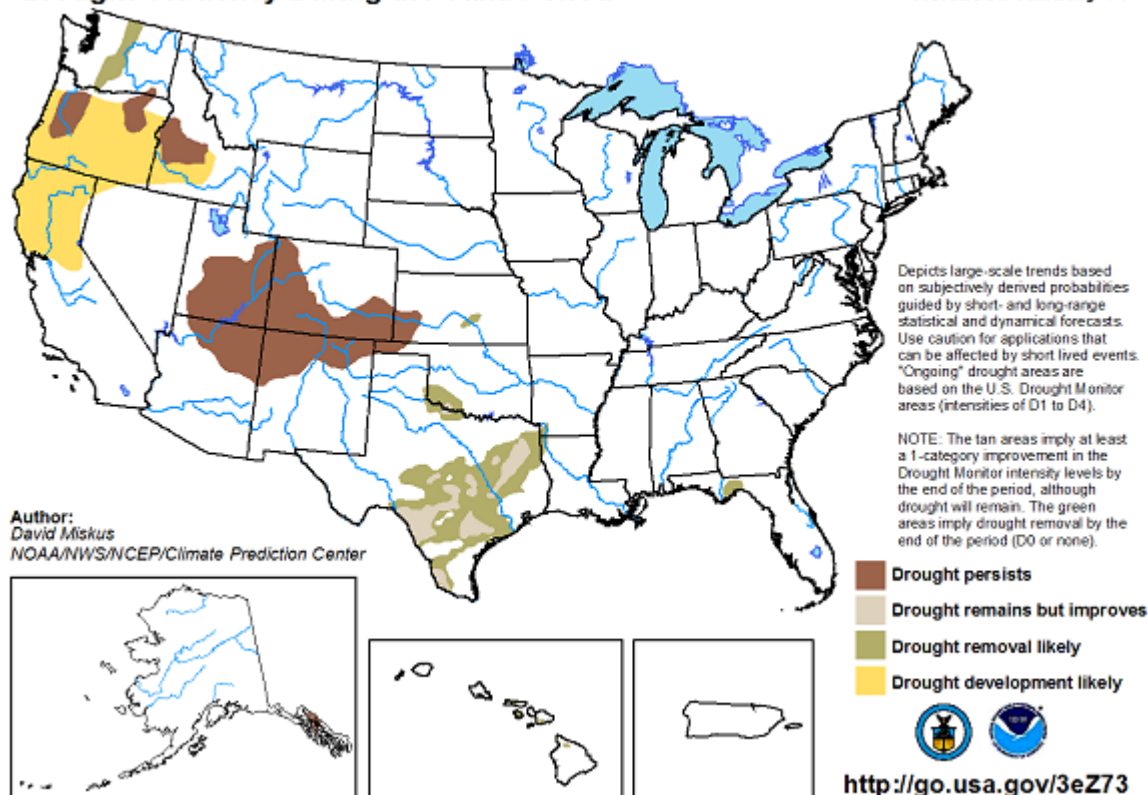 Depicts large-scale trends based
on subjectively derived probabilities
guided by short- and long-range
statistical and dynamical forecasts.
Use caution for applications that
can be affected by short lived events.
"Ongoing" drought areas are
based on the U.S. Drought Monitor
areas (intensities of D1 to D4).
NOTE: The tan areas imply at least
a 1-category improvement in the
Drought Monitor intensity levels by
the end of the period, although
drought will remain. The green
areas imply drought removal by the
end of the period (D0 or none).
Author:
David Miskus
NOAA/NWS/NCEP/Climate Prediction Center
Drought persists
Drought remains but improves
Drought removal likely
Drought development likely
http://go.usa.gov/3eZ73